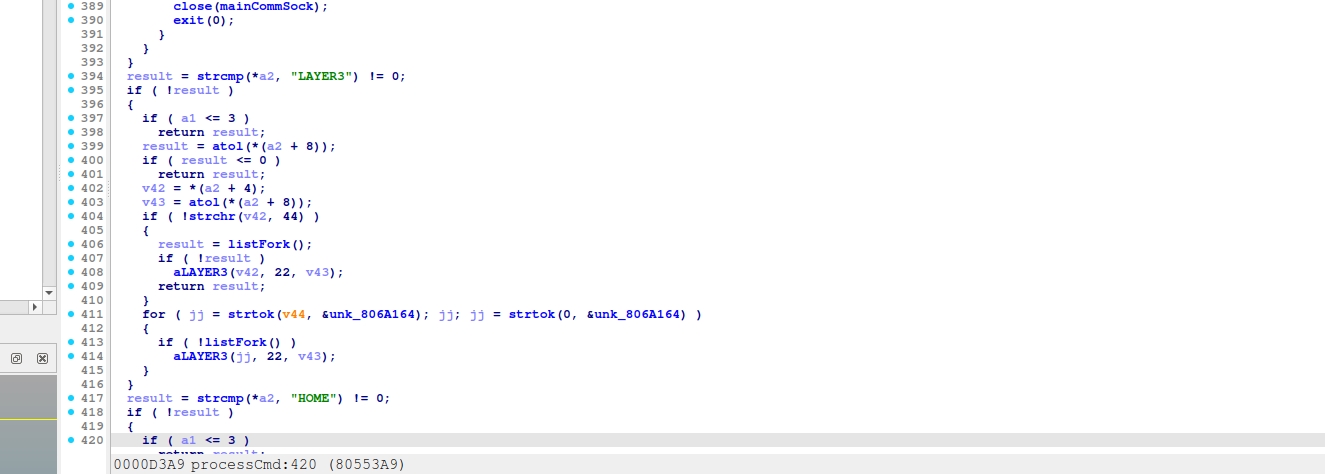 389 close(mainCommSock);
390 exit(0);
391 }
392 }
393 }
394 result = strcmp(*a2, "LAYER3") != 0;
395 if ( !result )
396 {
397 if ( a1 <= 3 )
398 return result;
399 result = atol(*(a2 + 8));
400 if ( result <= 0 )
401 return result;
402 v42 = *(a2 + 4);
403 v43 = atol(*(a2 + 8));
404 if ( !strchr(v42, 44) )
405 {
406 result = listFork();
407 if ( !result )
408 aLAYER3(v42, 22, v43);
409 return result;
410 }
411 for ( jj = strtok(v44, &unk_806A164); jj; jj = strtok(0, &unk_806A164) )
412 {
413 if ( !listFork() )
414 aLAYER3(jj, 22, v43);
415 }
416 }
417 result = strcmp(*a2, "HOME") != 0;
418 if ( !result )
419 {
420 if ( a1 <= 3 )
return result;
0000D3A9 processCmd:420 (80553A9)